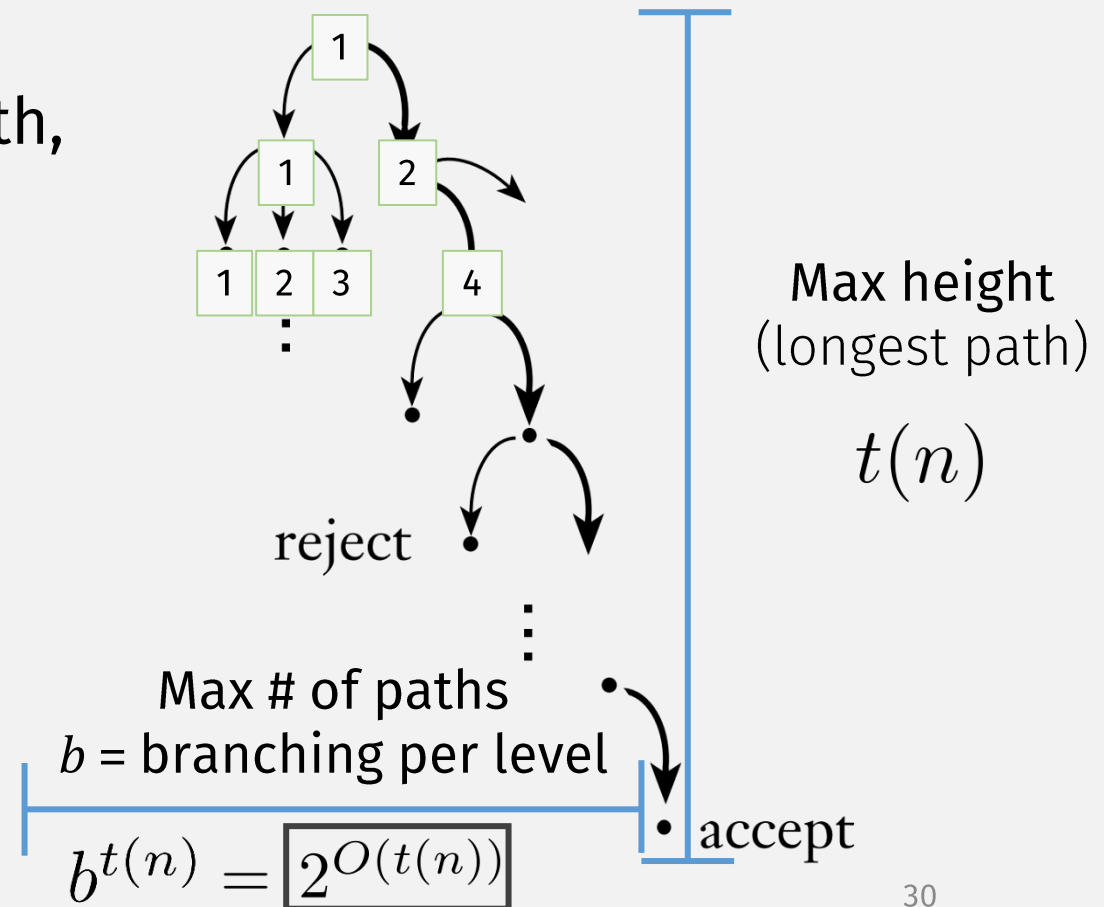 1
th,
1
2
1
2
3
4
⋮
Max height
(longest path)
t(n)
reject
⋮
Max # of paths
b = branching per level
accept
b^{t(n)} = 2^{O(t(n))}
30